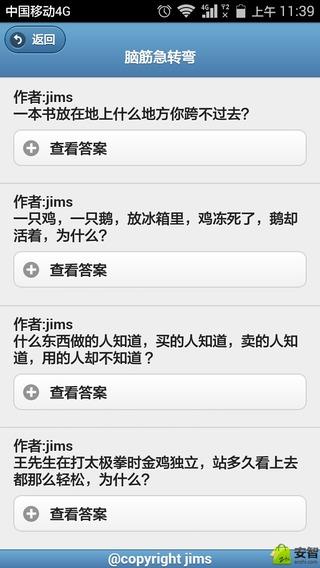 中国移动4G 4G Y2 上午 11:39
返回
脑筋急转弯
作者:jims
一本书放在地上什么地方你跨不过去?
查看答案
作者:jims
一只鸡，一只鹅，放冰箱里，鸡冻死了，鹅却
活着，为什么?
查看答案
作者:jims
什么东西做的人知道，买的人知道，卖的人知
道，用的人却不知道？
查看答案
作者:jims
王先生在打太极拳时金鸡独立，站多久看上去
都那么轻松，为什么?
查看答案
@copyright jims
安智
anzhi.com